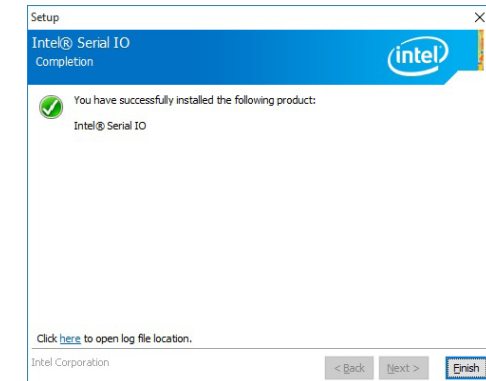 Setup
Intel® Serial IO
Completion
intel
You have successfully installed the following product:
Intel® Serial IO
Click here to open log file location.
Intel Corporation
< Back Next > Finish